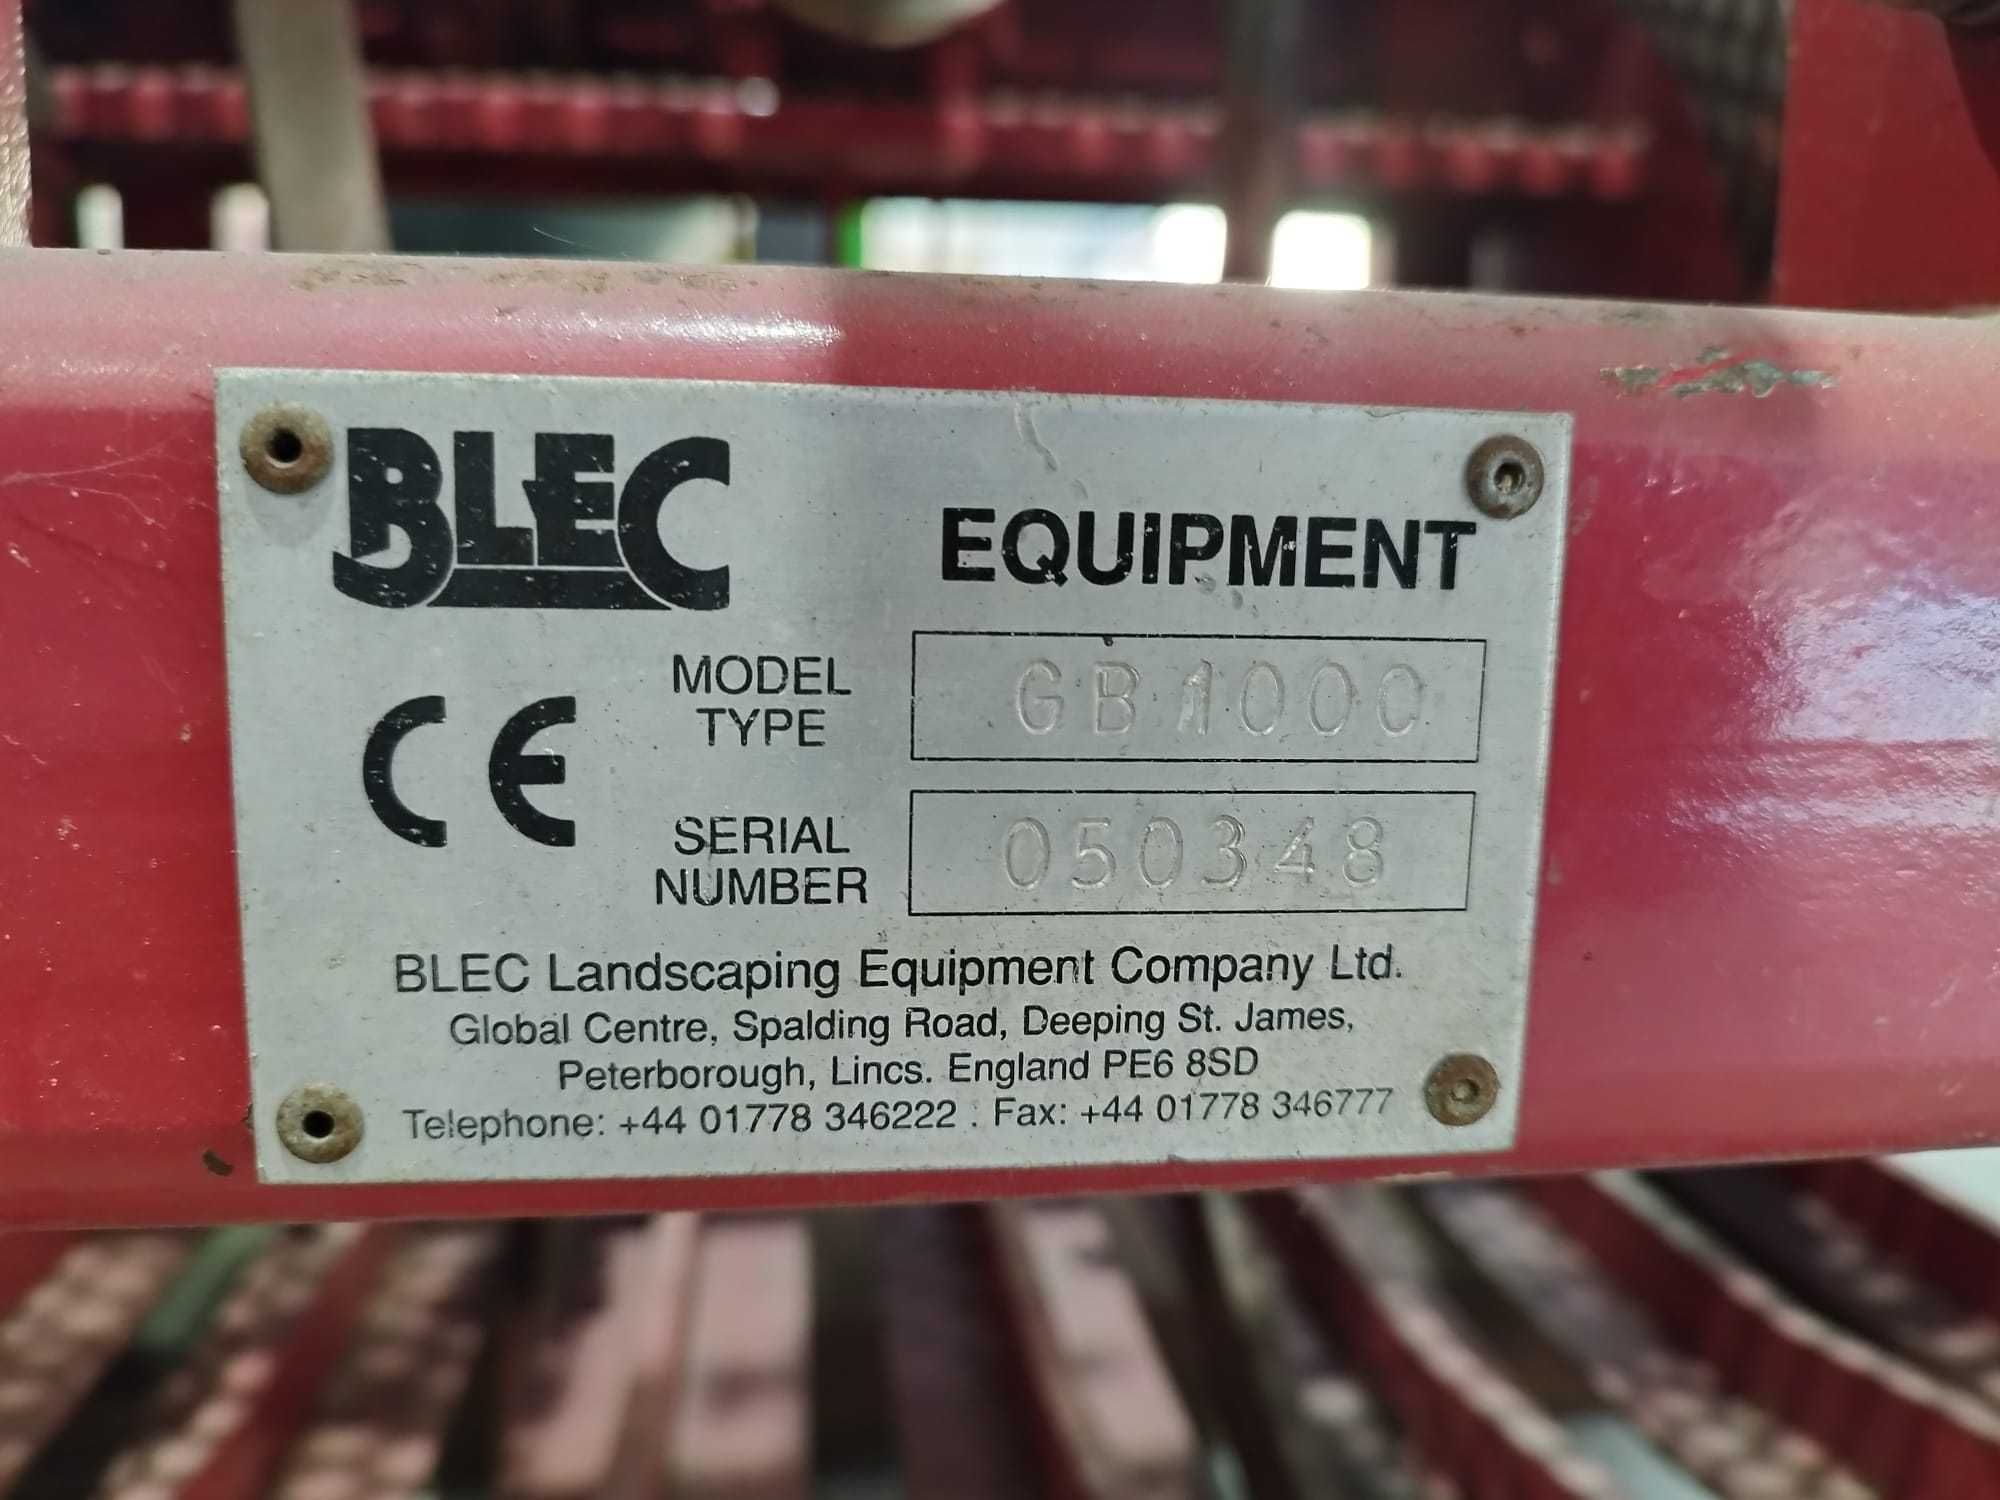 BLEC EQUIPMENT
MODEL TYPE GB1000
SERIAL NUMBER 050348
CE
BLEC Landscaping Equipment Company Ltd.
Global Centre, Spalding Road, Deeping St. James,
Peterborough, Lincs. England PE6 8SD
Telephone: +44 01778 346222 . Fax: +44 01778 346777